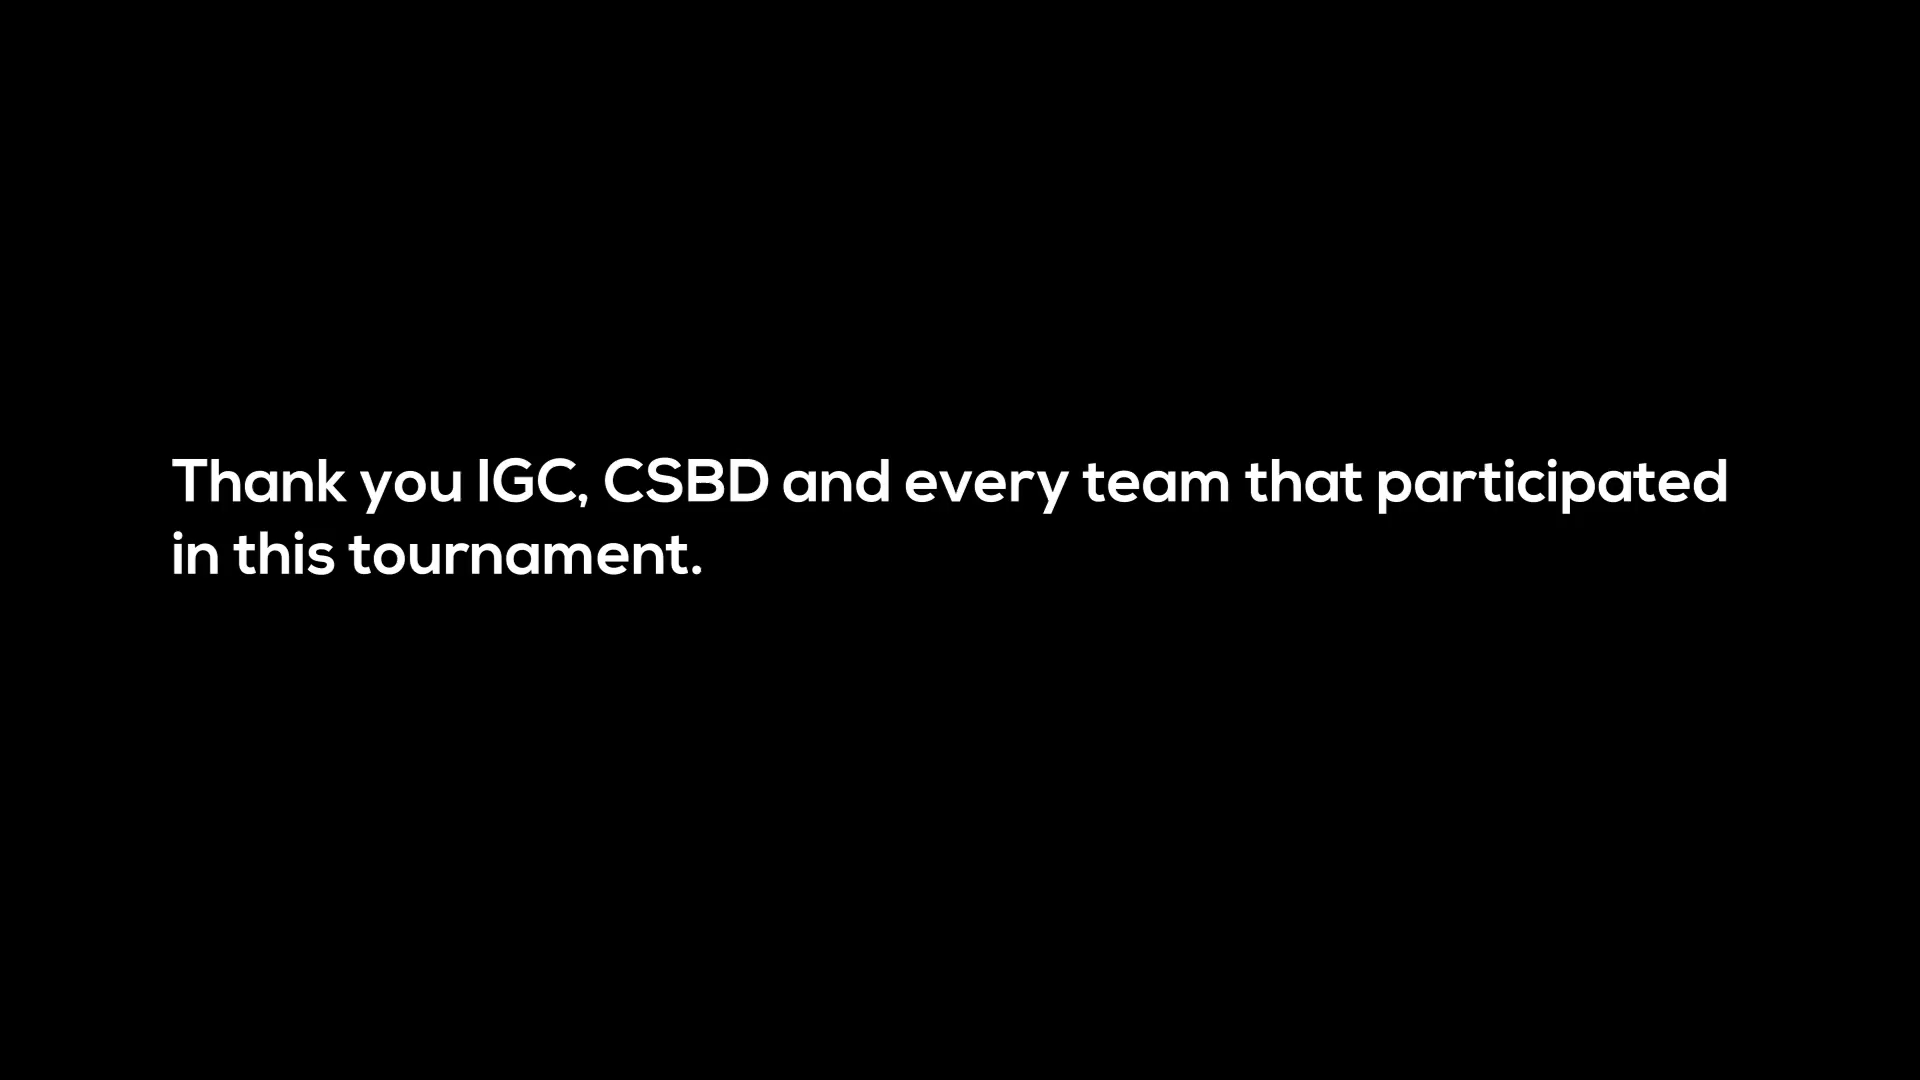 Thank you IGC, CSBD and every team that participated
in this tournament.